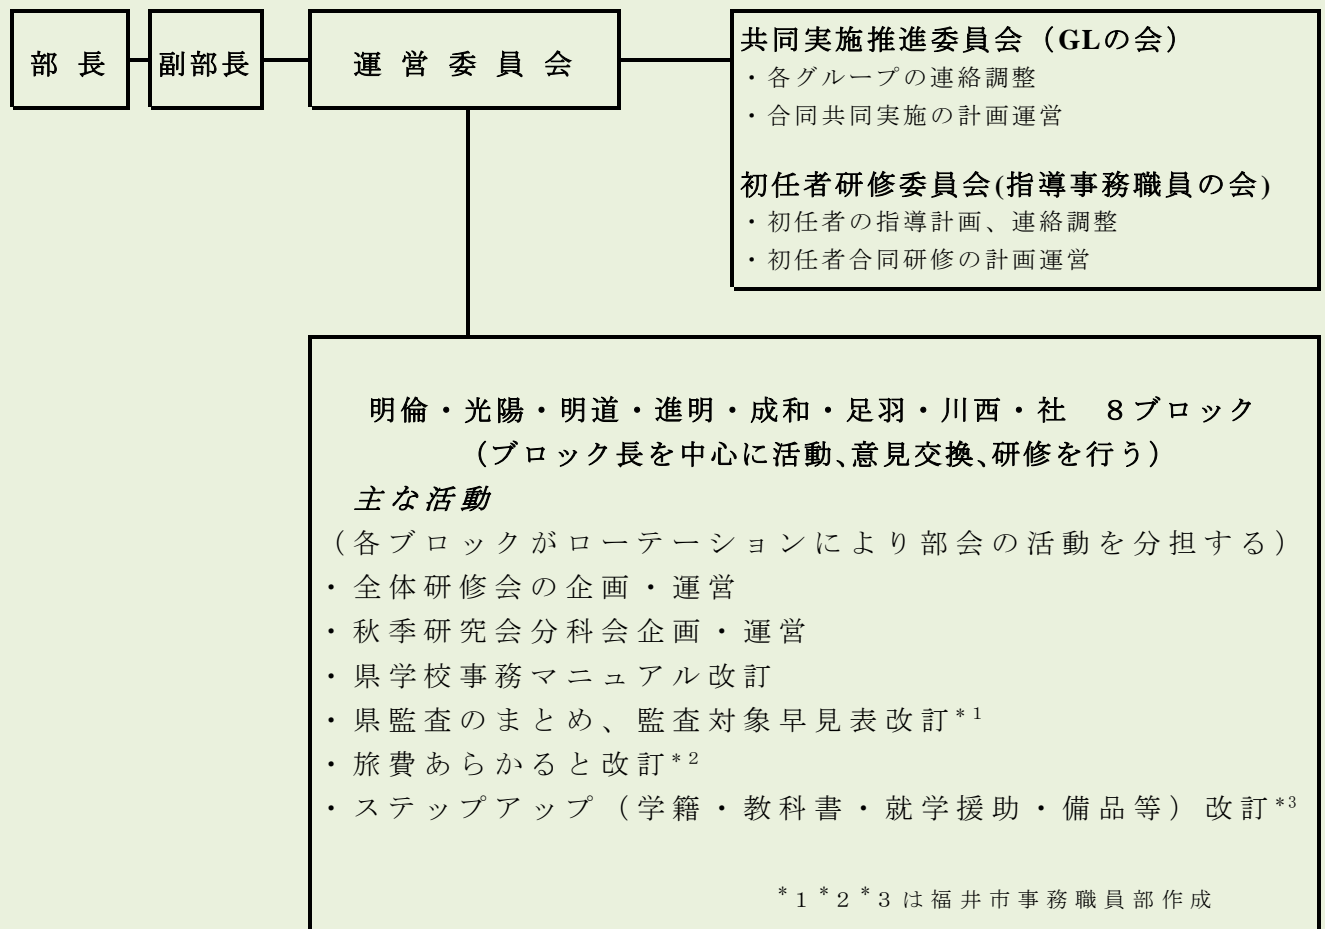 部長
副部長
運営委員会
共同実施推進委員会（GLの会）
・各グループの連絡調整
・合同共同実施の計画運営
初任者研修委員会(指導事務職員の会)
・初任者の指導計画、連絡調整
・初任者合同研修の計画運営
明倫・光陽・明道・進明・成和・足羽・川西・社　８ブロック
（ブロック長を中心に活動、意見交換、研修を行う）
主な活動
（各ブロックがローテーションにより部会の活動を分担する）
・全体研修会の企画・運営
・秋季研究会分科会企画・運営
・県学校事務マニュアル改訂
・県監査のまとめ、監査対象早見表改訂*1
・旅費あらかると改訂*2
・ステップアップ（学籍・教科書・就学援助・備品等）改訂*3
*1 *2 *3は福井市事務職員部作成